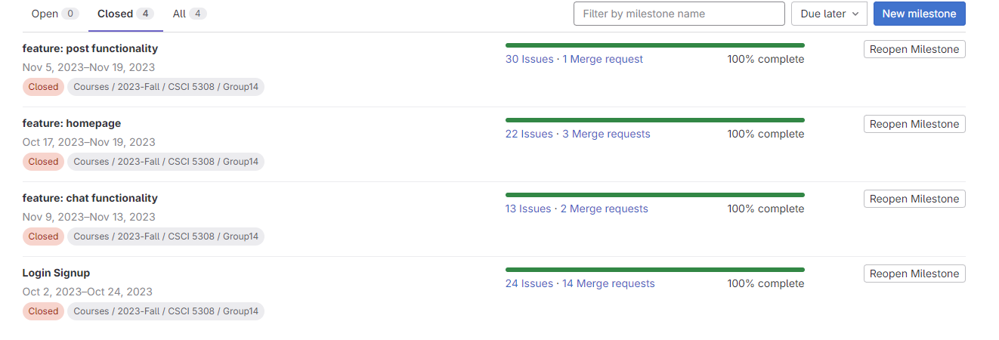 Open 0 Closed 4 All 4 Filter by milestone name Due later New milestone
feature: post functionality Reopen Milestone
Nov 5, 2023–Nov 19, 2023 30 Issues · 1 Merge request 100% complete
Closed Courses / 2023-Fall / CSCI 5308 / Group14
feature: homepage Reopen Milestone
Oct 17, 2023–Nov 19, 2023 22 Issues · 3 Merge requests 100% complete
Closed Courses / 2023-Fall / CSCI 5308 / Group14
feature: chat functionality Reopen Milestone
Nov 9, 2023–Nov 13, 2023 13 Issues · 2 Merge requests 100% complete
Closed Courses / 2023-Fall / CSCI 5308 / Group14
Login Signup Reopen Milestone
Oct 2, 2023–Oct 24, 2023 24 Issues · 14 Merge requests 100% complete
Closed Courses / 2023-Fall / CSCI 5308 / Group14